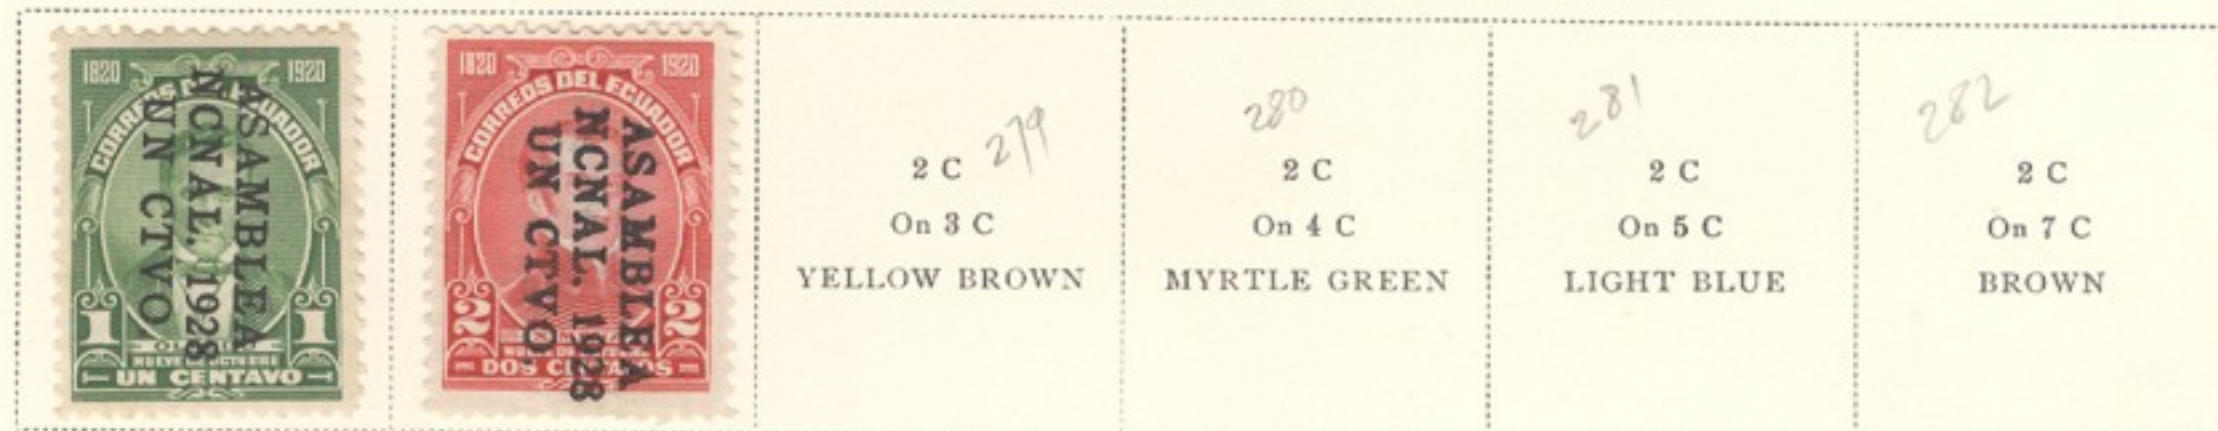 1820 1920
CORREOS DEL ECUADOR
ASAMBLEA
NCNAL. 1928
UN CTVO.
1 1
UN CENTAVO
1820 1920
CORREOS DEL ECUADOR
ASAMBLEA
NCNAL. 1928
UN CTVO.
2 2
DOS CENTAVOS
279
2 C
On 3 C
YELLOW BROWN
280
2 C
On 4 C
MYRTLE GREEN
281
2 C
On 5 C
LIGHT BLUE
282
2 C
On 7 C
BROWN